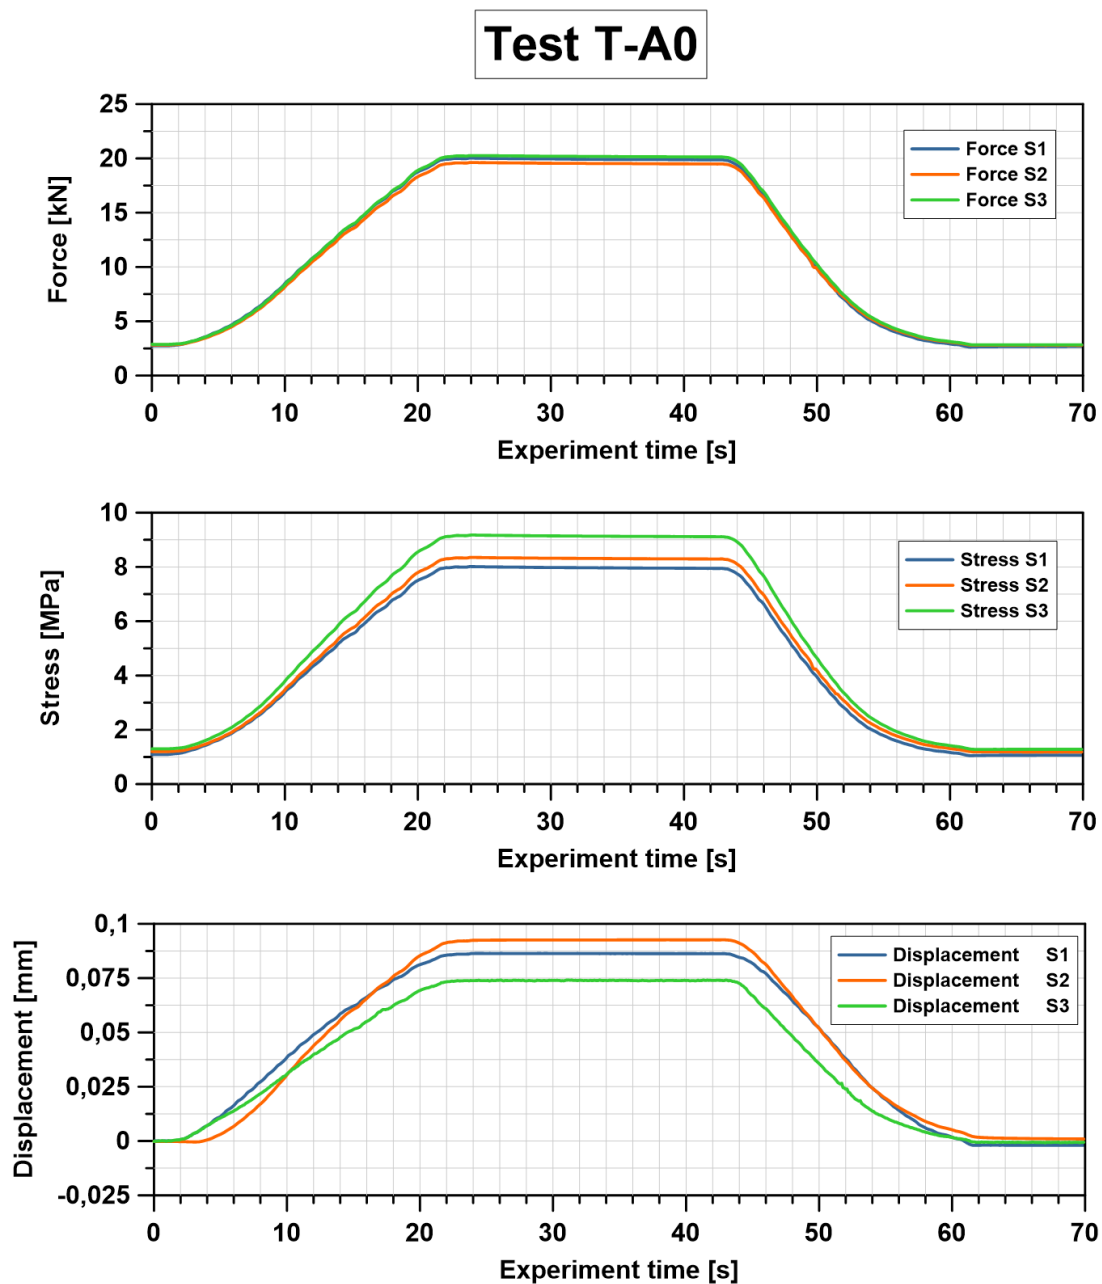 Test T-A0
25
20
15
10
5
0
Force [kN]
Force S1
Force S2
Force S3
0 10 20 30 40 50 60 70
Experiment time [s]
10
8
6
4
2
0
Stress [MPa]
Stress S1
Stress S2
Stress S3
0 10 20 30 40 50 60 70
Experiment time [s]
0,1
0,075
0,05
0,025
0
-0,025
Displacement [mm]
Displacement S1
Displacement S2
Displacement S3
0 10 20 30 40 50 60 70
Experiment time [s]